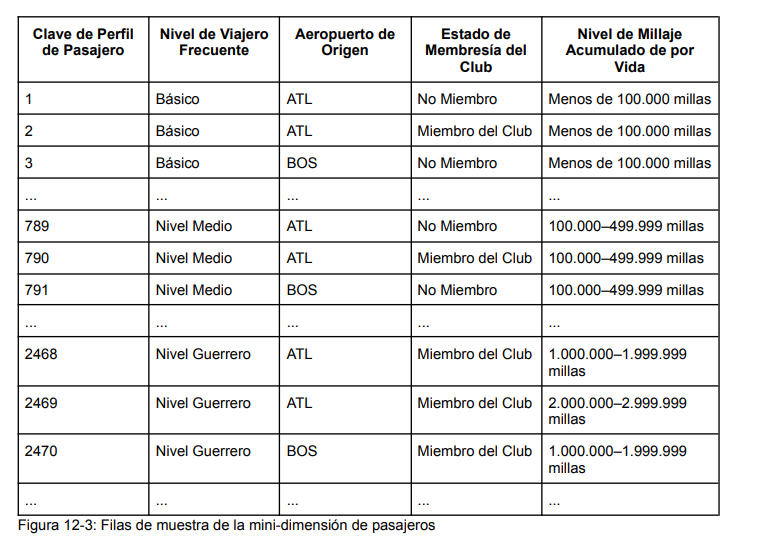 Clave de Perfil de Pasajero | Nivel de Viajero Frecuente | Aeropuerto de Origen | Estado de Membresía del Club | Nivel de Millaje Acumulado de por Vida
1 | Básico | ATL | No Miembro | Menos de 100.000 millas
2 | Básico | ATL | Miembro del Club | Menos de 100.000 millas
3 | Básico | BOS | No Miembro | Menos de 100.000 millas
... | ... | ... | ... | ...
789 | Nivel Medio | ATL | No Miembro | 100.000–499.999 millas
790 | Nivel Medio | ATL | Miembro del Club | 100.000–499.999 millas
791 | Nivel Medio | BOS | No Miembro | 100.000–499.999 millas
... | ... | ... | ... | ...
2468 | Nivel Guerrero | ATL | Miembro del Club | 1.000.000–1.999.999 millas
2469 | Nivel Guerrero | ATL | Miembro del Club | 2.000.000–2.999.999 millas
2470 | Nivel Guerrero | BOS | Miembro del Club | 1.000.000–1.999.999 millas
... | ... | ... | ... | ...
Figura 12-3: Filas de muestra de la mini-dimensión de pasajeros